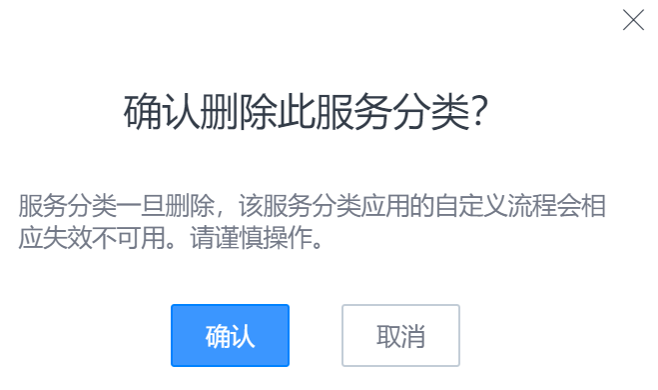 确认删除此服务分类？
服务分类一旦删除，该服务分类应用的自定义流程会相
应失效不可用。请谨慎操作。
确认
取消